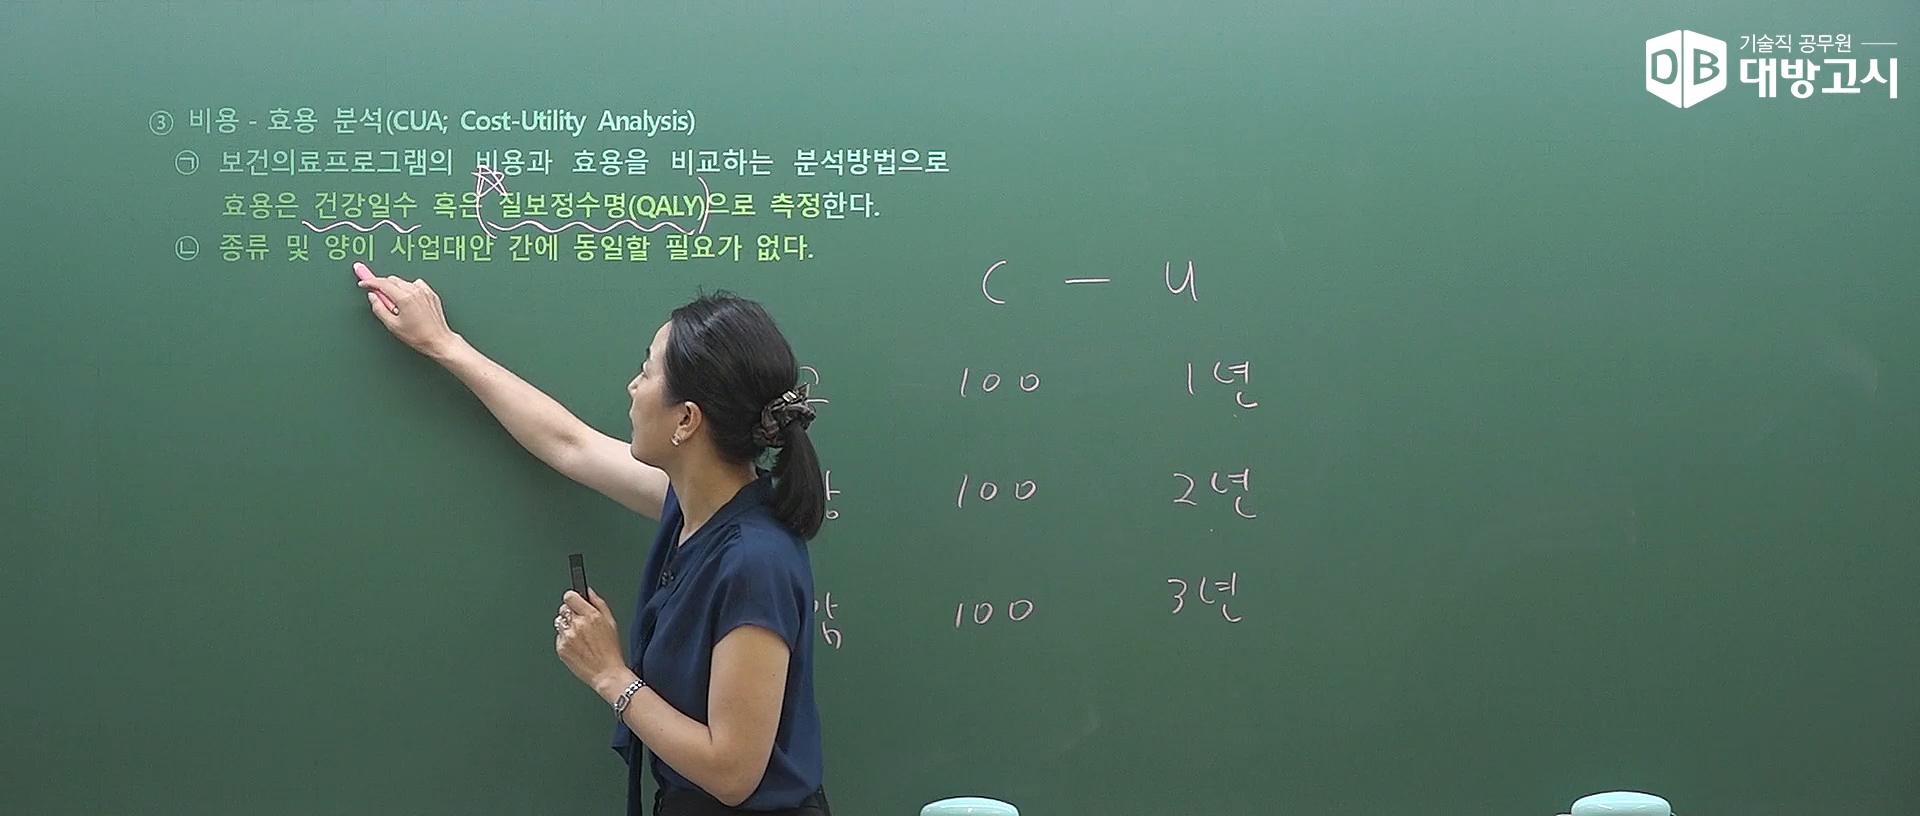 기술직 공무원
대방고시
③ 비용 - 효용 분석(CUA; Cost-Utility Analysis)
㉠ 보건의료프로그램의 비용과 효용을 비교하는 분석방법으로
효용은 건강일수 혹은 질보정수명(QALY)으로 측정한다.
㉡ 종류 및 양이 사업대안 간에 동일할 필요가 없다.
C - U
100 1년
100 2년
100 3년